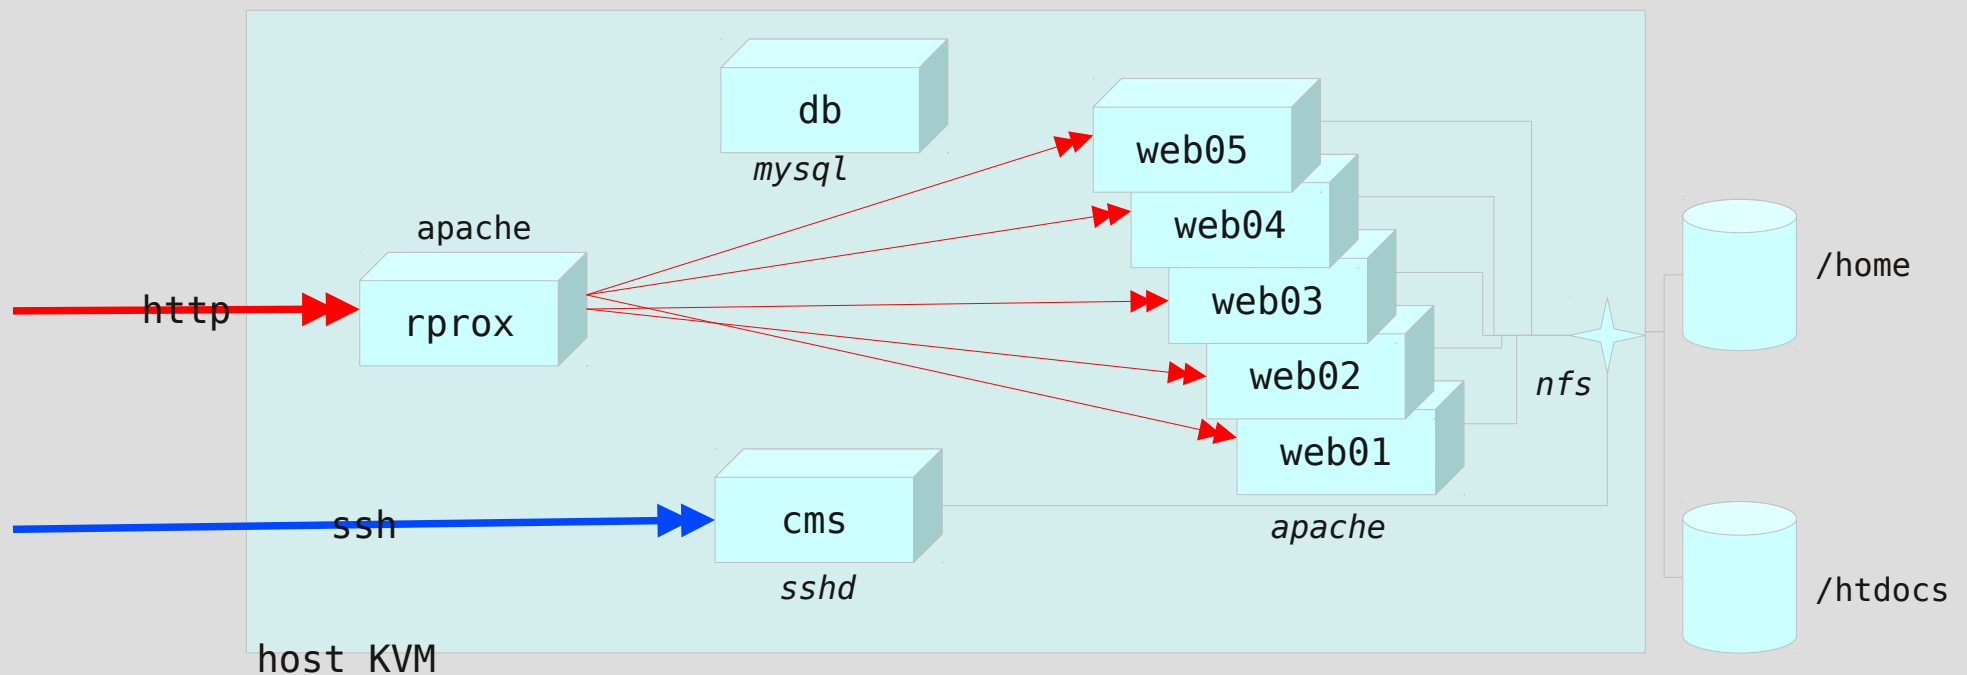 db
mysql
web05
web04
web03
web02
web01
apache
apache
rprox
http
nfs
/home
ssh
cms
sshd
/htdocs
host KVM